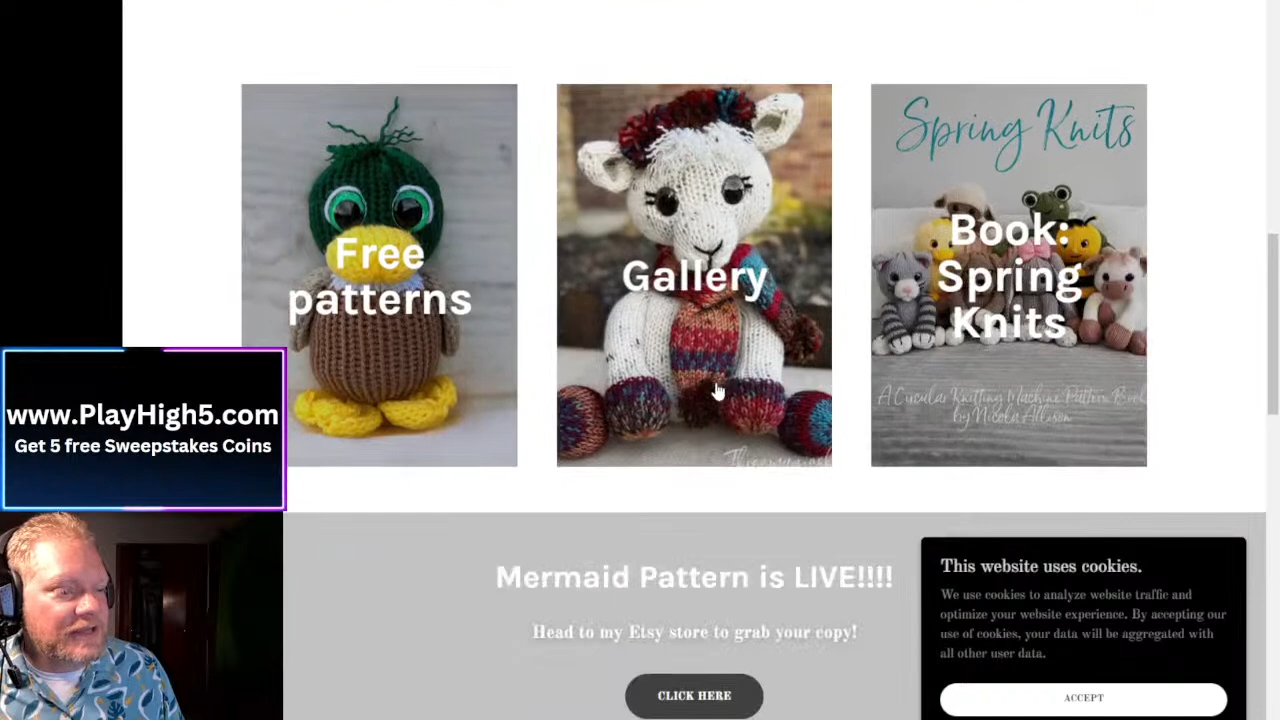 Free
patterns
Gallery
Spring Knits
Book:
Spring
Knits
A Circular Knitting Machine Pattern Book
by Nicola Allison
www.PlayHigh5.com
Get 5 free Sweepstakes Coins
Mermaid Pattern is LIVE!!!!
Head to my Etsy store to grab your copy!
CLICK HERE
This website uses cookies.
We use cookies to analyze website traffic and
optimize your website experience. By accepting our
use of cookies, your data will be aggregated with
all other user data.
ACCEPT